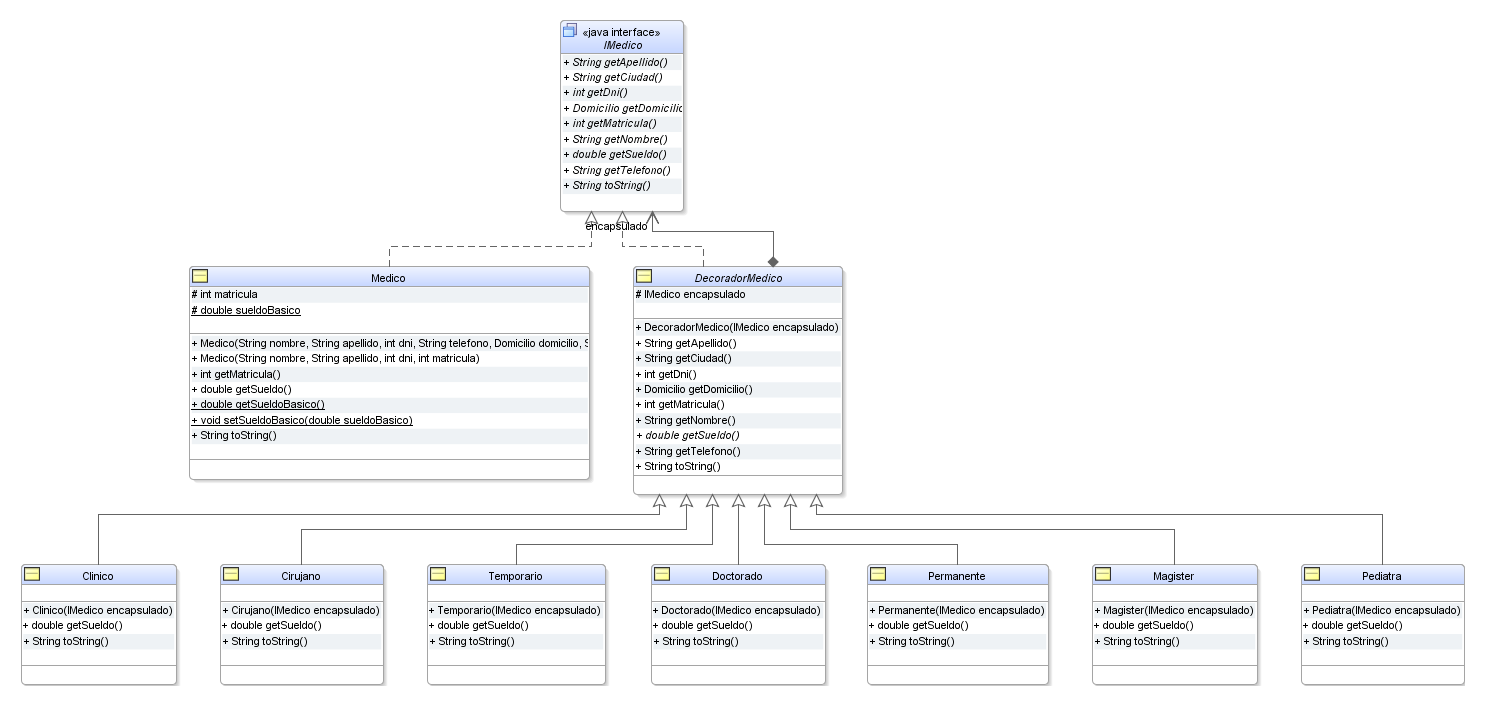 «java interface»
IMedico
+ String getApellido()
+ String getCiudad()
+ int getDni()
+ Domicilio getDomicilio
+ int getMatricula()
+ String getNombre()
+ double getSueldo()
+ String getTelefono()
+ String toString()
encapsulado
Medico
# int matricula
# double sueldoBasico
+ Medico(String nombre, String apellido, int dni, String telefono, Domicilio domicilio, S
+ Medico(String nombre, String apellido, int dni, int matricula)
+ int getMatricula()
+ double getSueldo()
+ double getSueldoBasico()
+ void setSueldoBasico(double sueldoBasico)
+ String toString()
DecoradorMedico
# IMedico encapsulado
+ DecoradorMedico(IMedico encapsulado)
+ String getApellido()
+ String getCiudad()
+ int getDni()
+ Domicilio getDomicilio()
+ int getMatricula()
+ String getNombre()
+ double getSueldo()
+ String getTelefono()
+ String toString()
Clinico
+ Clinico(IMedico encapsulado)
+ double getSueldo()
+ String toString()
Cirujano
+ Cirujano(IMedico encapsulado)
+ double getSueldo()
+ String toString()
Temporario
+ Temporario(IMedico encapsulado)
+ double getSueldo()
+ String toString()
Doctorado
+ Doctorado(IMedico encapsulado)
+ double getSueldo()
+ String toString()
Permanente
+ Permanente(IMedico encapsulado)
+ double getSueldo()
+ String toString()
Magister
+ Magister(IMedico encapsulado)
+ double getSueldo()
+ String toString()
Pediatra
+ Pediatra(IMedico encapsulado)
+ double getSueldo()
+ String toString()